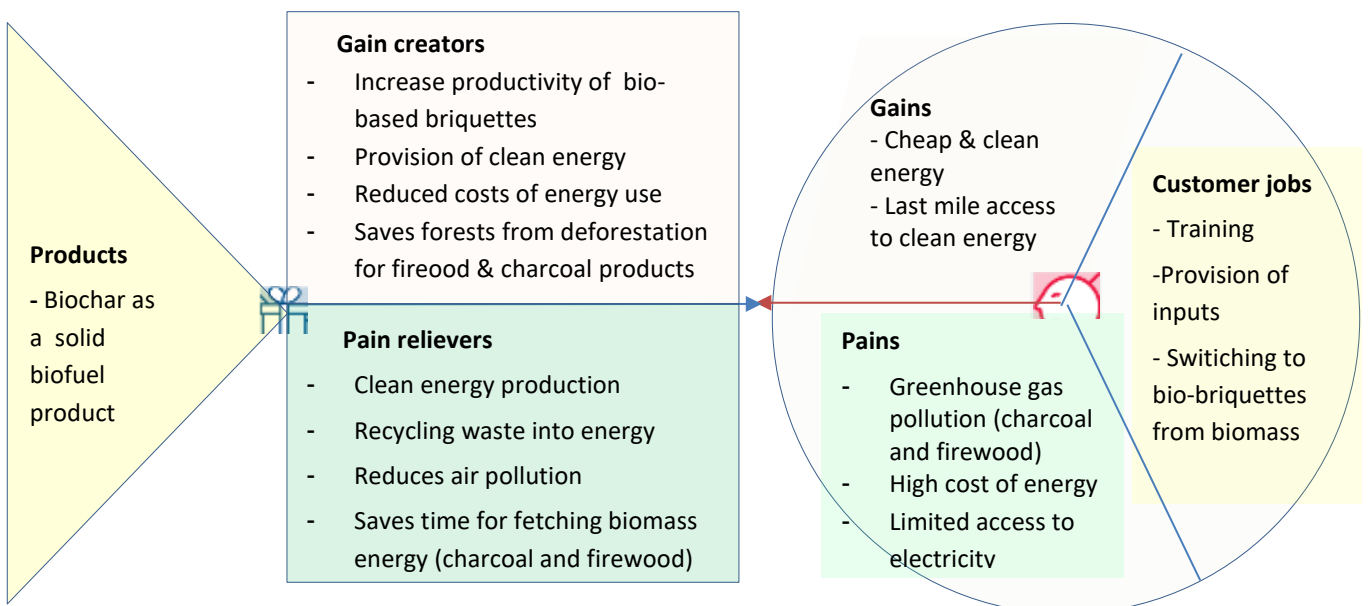 Products
- Biochar as
a solid
biofuel
product
Gain creators
- Increase productivity of bio-
based briquettes
- Provision of clean energy
- Reduced costs of energy use
- Saves forests from deforestation
for fireood & charcoal products
Pain relievers
- Clean energy production
- Recycling waste into energy
- Reduces air pollution
- Saves time for fetching biomass
energy (charcoal and firewood)
Gains
- Cheap & clean
energy
- Last mile access
to clean energy
Pains
- Greenhouse gas
pollution (charcoal
and firewood)
- High cost of energy
- Limited access to
electricity
Customer jobs
- Training
-Provision of
inputs
- Switiching to
bio-briquettes
from biomass